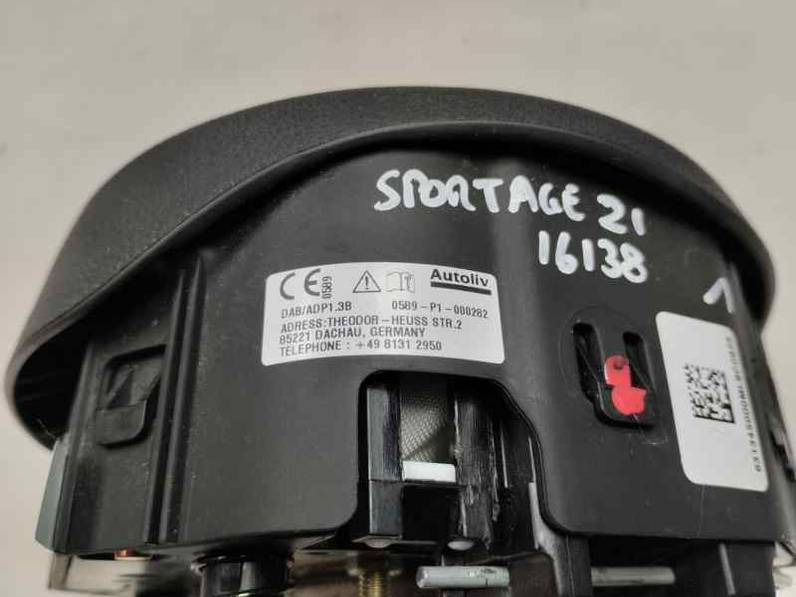 SPORTAGE 21
16138
CE 0589
Autoliv
DAB/ADP1.3B 0589-P1-000282
ADRESS:THEODOR-HEUSS STR.2
85221 DACHAU, GERMANY
TELEPHONE : +49 8131 2950
1